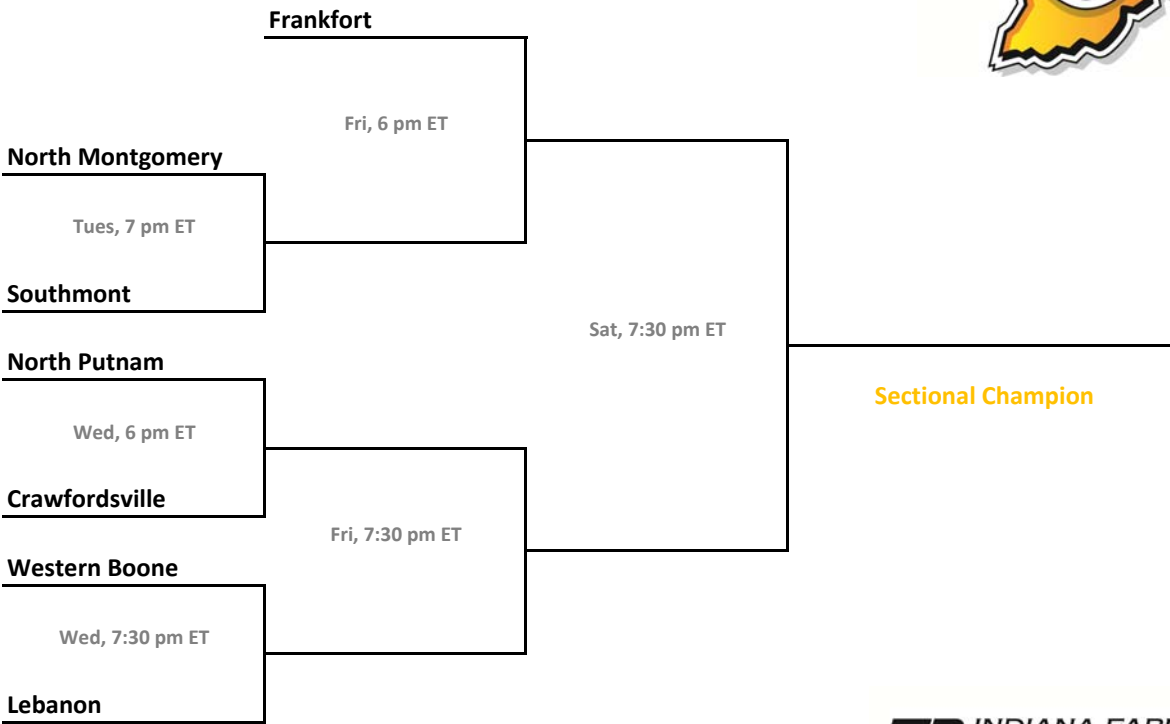 Frankfort
Fri, 6 pm ET
North Montgomery
Tues, 7 pm ET
Southmont
Sat, 7:30 pm ET
North Putnam
Sectional Champion
Wed, 6 pm ET
Crawfordsville
Fri, 7:30 pm ET
Western Boone
Wed, 7:30 pm ET
Lebanon
INDIANA